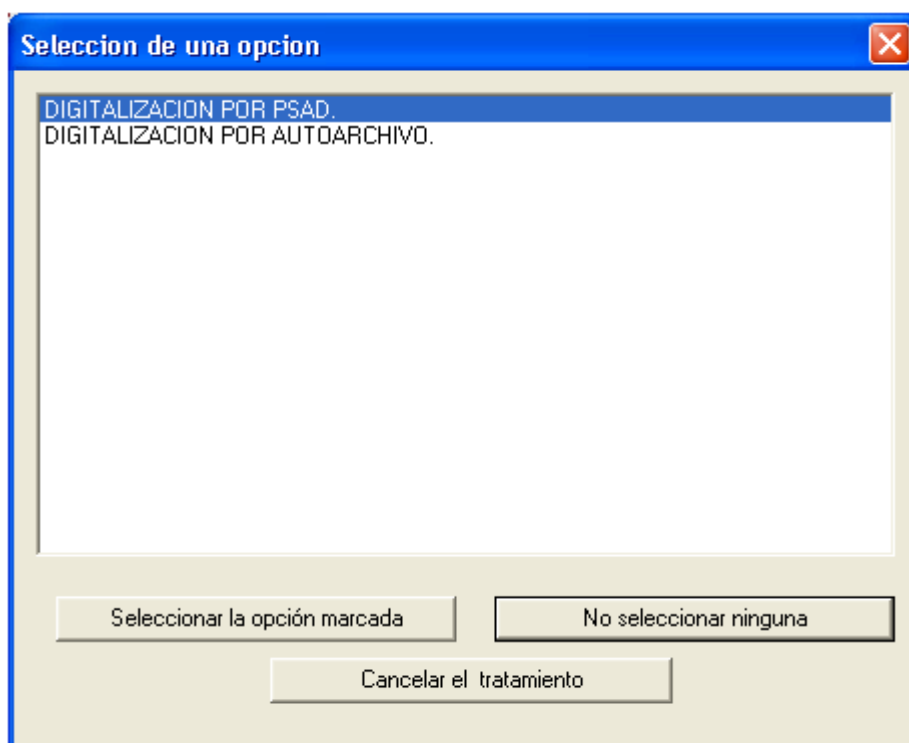 Seleccion de una opcion
DIGITALIZACION POR PSAD.
DIGITALIZACION POR AUTOARCHIVO.
Seleccionar la opción marcada
No seleccionar ninguna
Cancelar el tratamiento